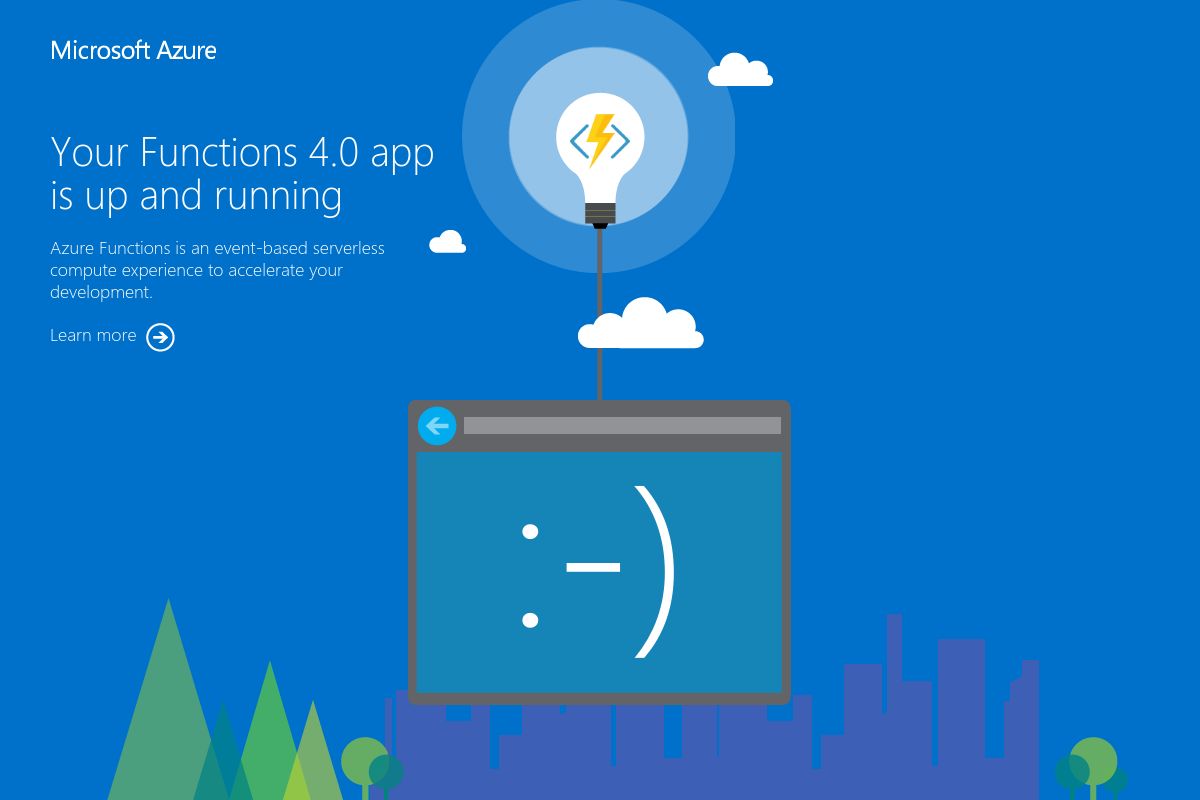 Microsoft Azure
Your Functions 4.0 app
is up and running
Azure Functions is an event-based serverless
compute experience to accelerate your
development.
Learn more
:-)